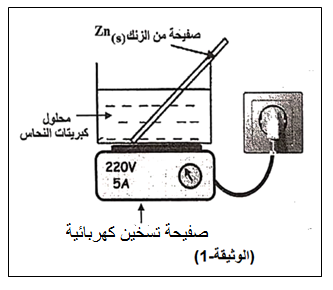 صفيحة من الزنك Zn(s)
محلول
كبريتات النحاس
220V
5A
صفيحة تسخين كهربائية
(الوثيقة-1)